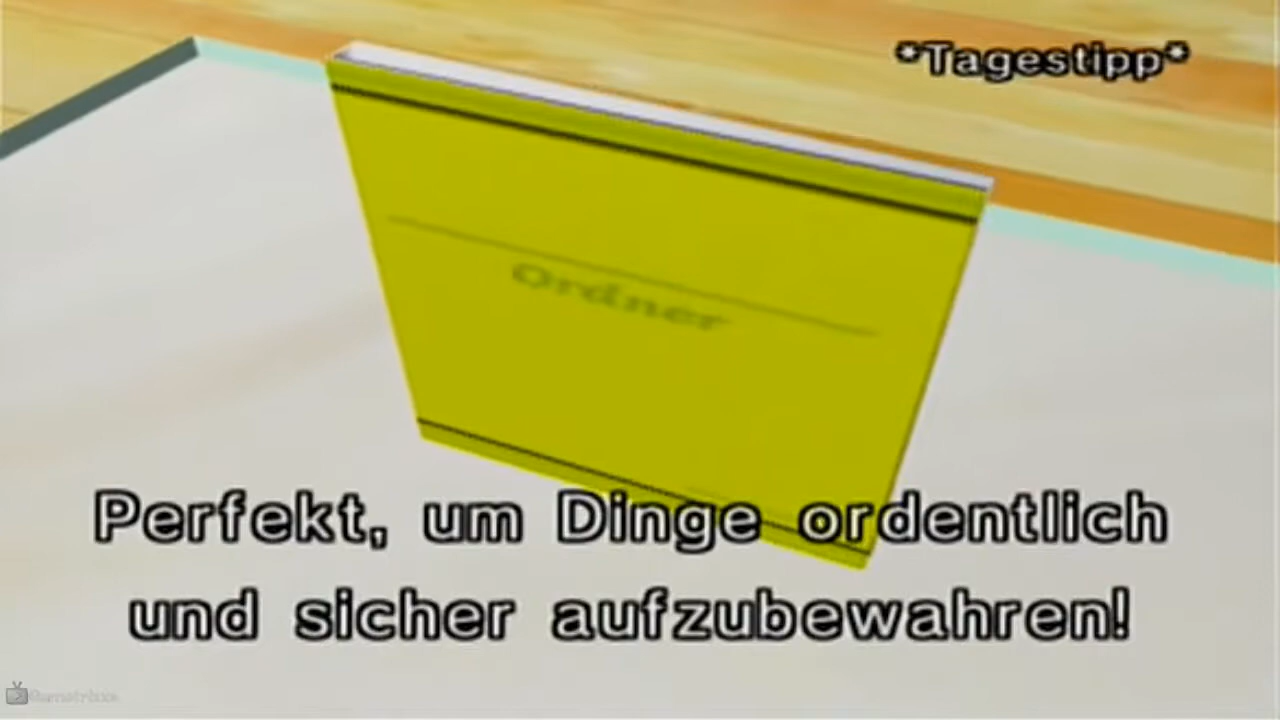 *Tagestipp*
Ordner
Perfekt, um Dinge ordentlich
und sicher aufzubewahren!